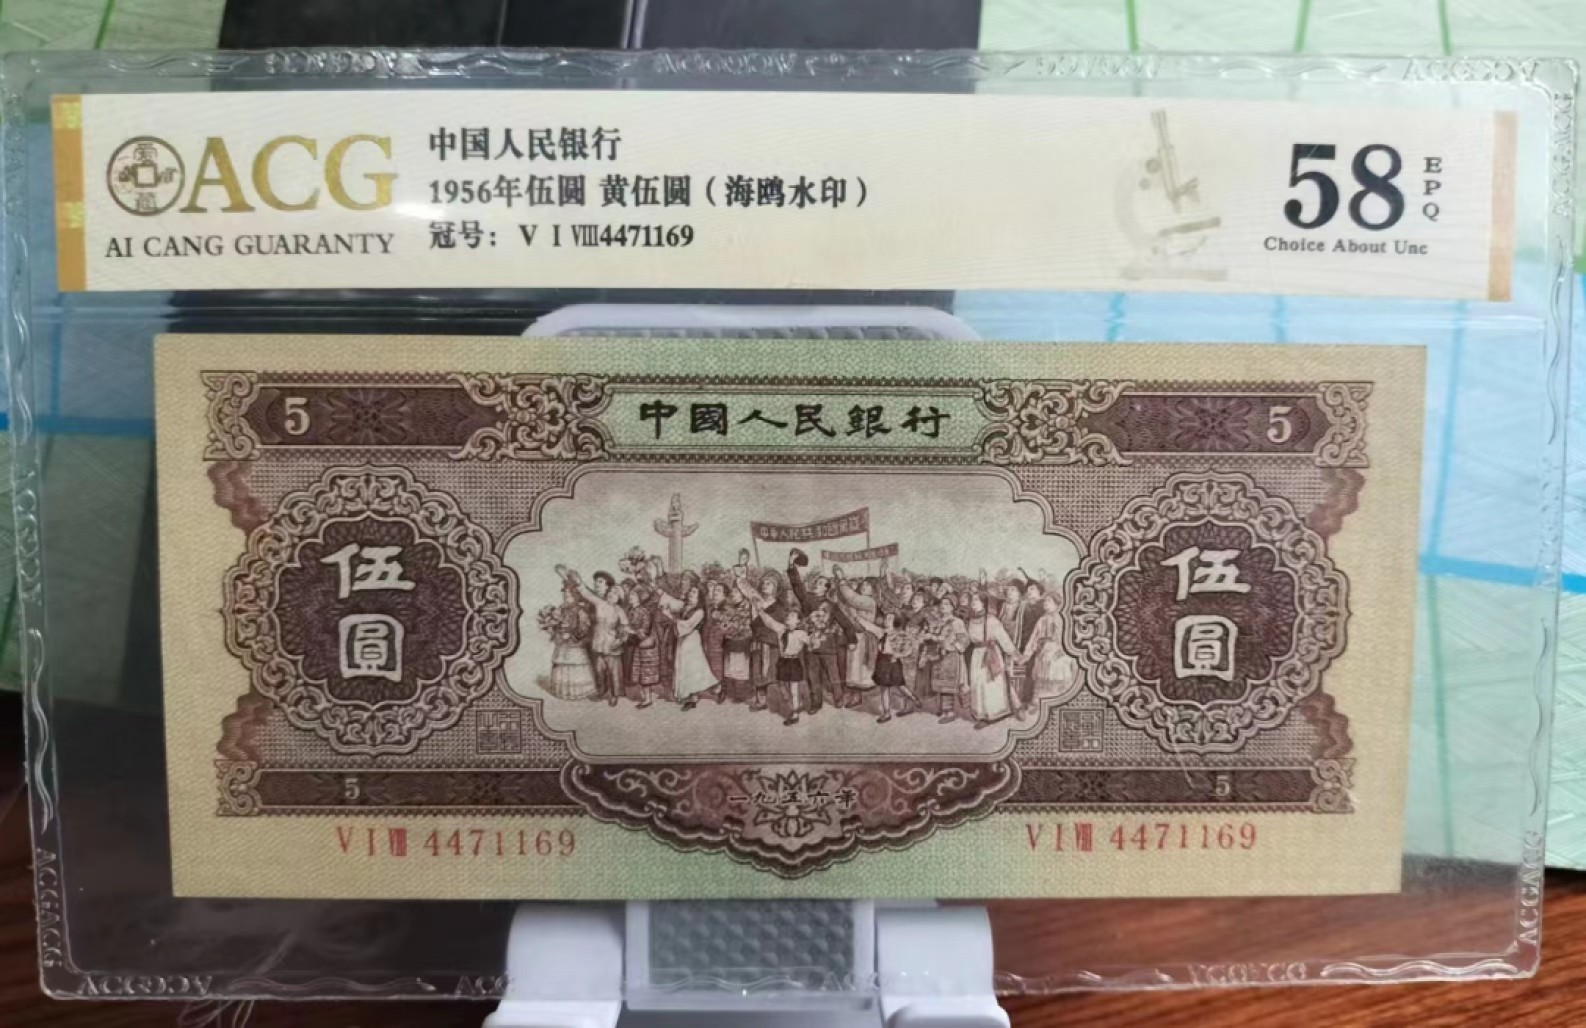 ACG
AI CANG GUARANTY
中国人民银行
1956年伍圆 黄伍圆（海鸥水印）
冠号：V I Ⅷ4471169
58
EPQ
Choice About Unc
5
中國人民銀行
5
伍圓
伍圓
5
一九五六年
5
V I Ⅷ 4471169
V I Ⅷ 4471169